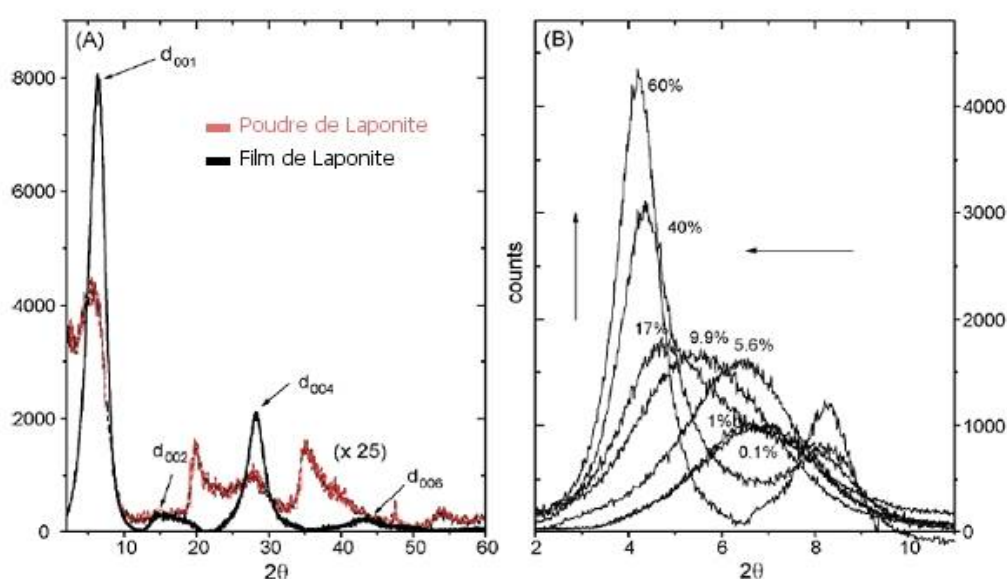 (A)
d001
Poudre de Laponite
Film de Laponite
d004
(x 25)
d002
d006
8000
6000
4000
2000
0
10
20
30
40
50
60
2θ
(B)
60%
40%
17%
9.9%
5.6%
1%
0.1%
counts
4000
3000
2000
1000
0
2
4
6
8
10
2θ